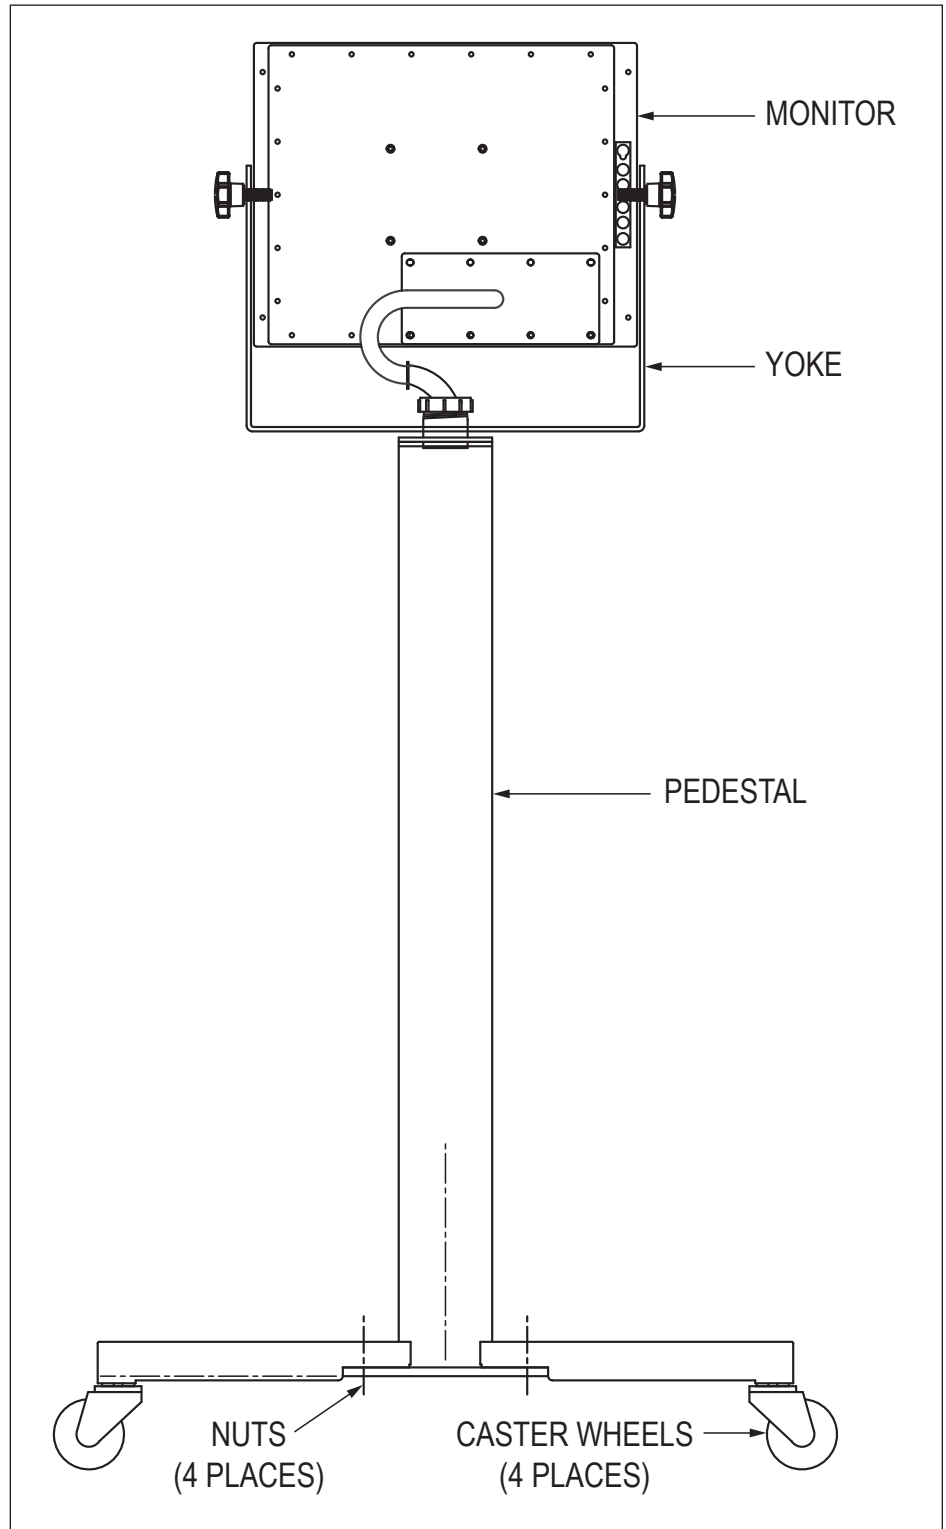 MONITOR
YOKE
PEDESTAL
NUTS
(4 PLACES)
CASTER WHEELS
(4 PLACES)